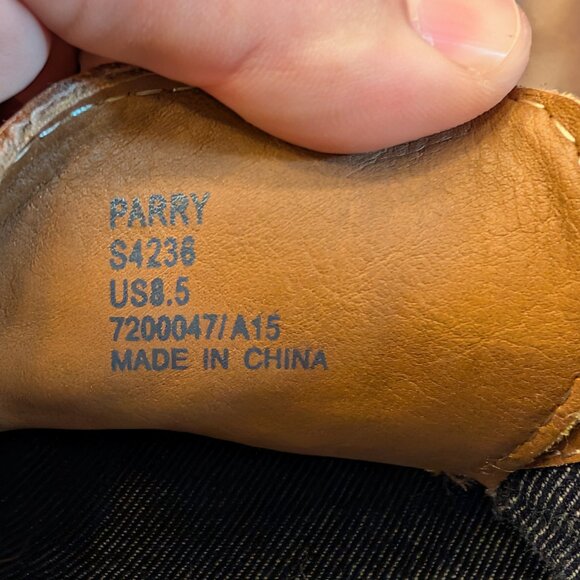 PARRY
S4236
US8.5
7200047/A15
MADE IN CHINA